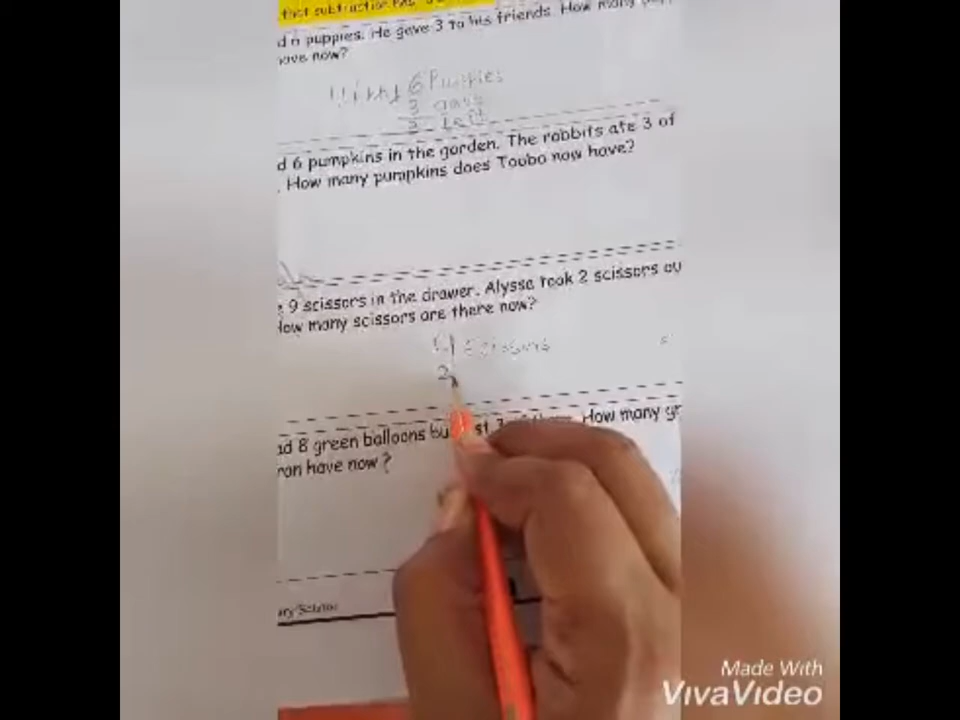 d 6 puppies. He gave 3 to his friends. How many
ave now?
6 Puppies
3 gave
3 left
d 6 pumpkins in the garden. The rabbits ate 3 of
. How many pumpkins does Toobo now have?
9 scissors in the drawer. Alyssa took 2 scissors ou
How many scissors are there now?
scissors
2
ad 8 green balloons bu st How many gr
ron have now ?
Made With
VivaVideo